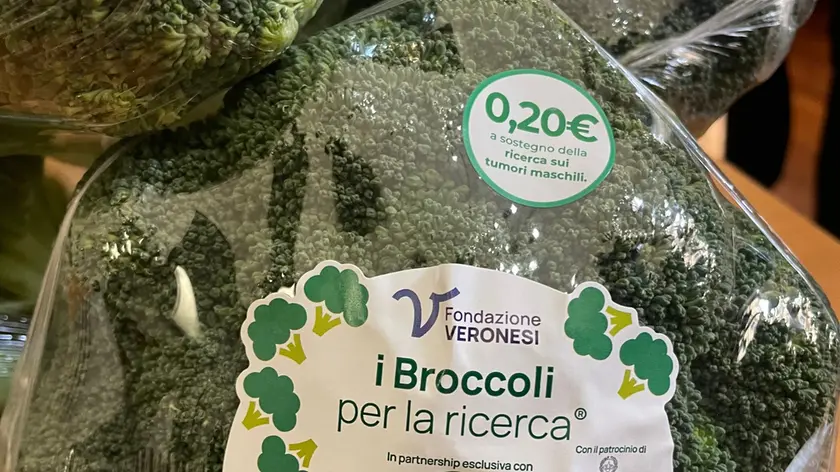 0,20€
a sostegno della
ricerca sui
tumori maschili.
Fondazione
VERONESI
i Broccoli
per la ricerca®
In partnership esclusiva con
Con il patrocinio di